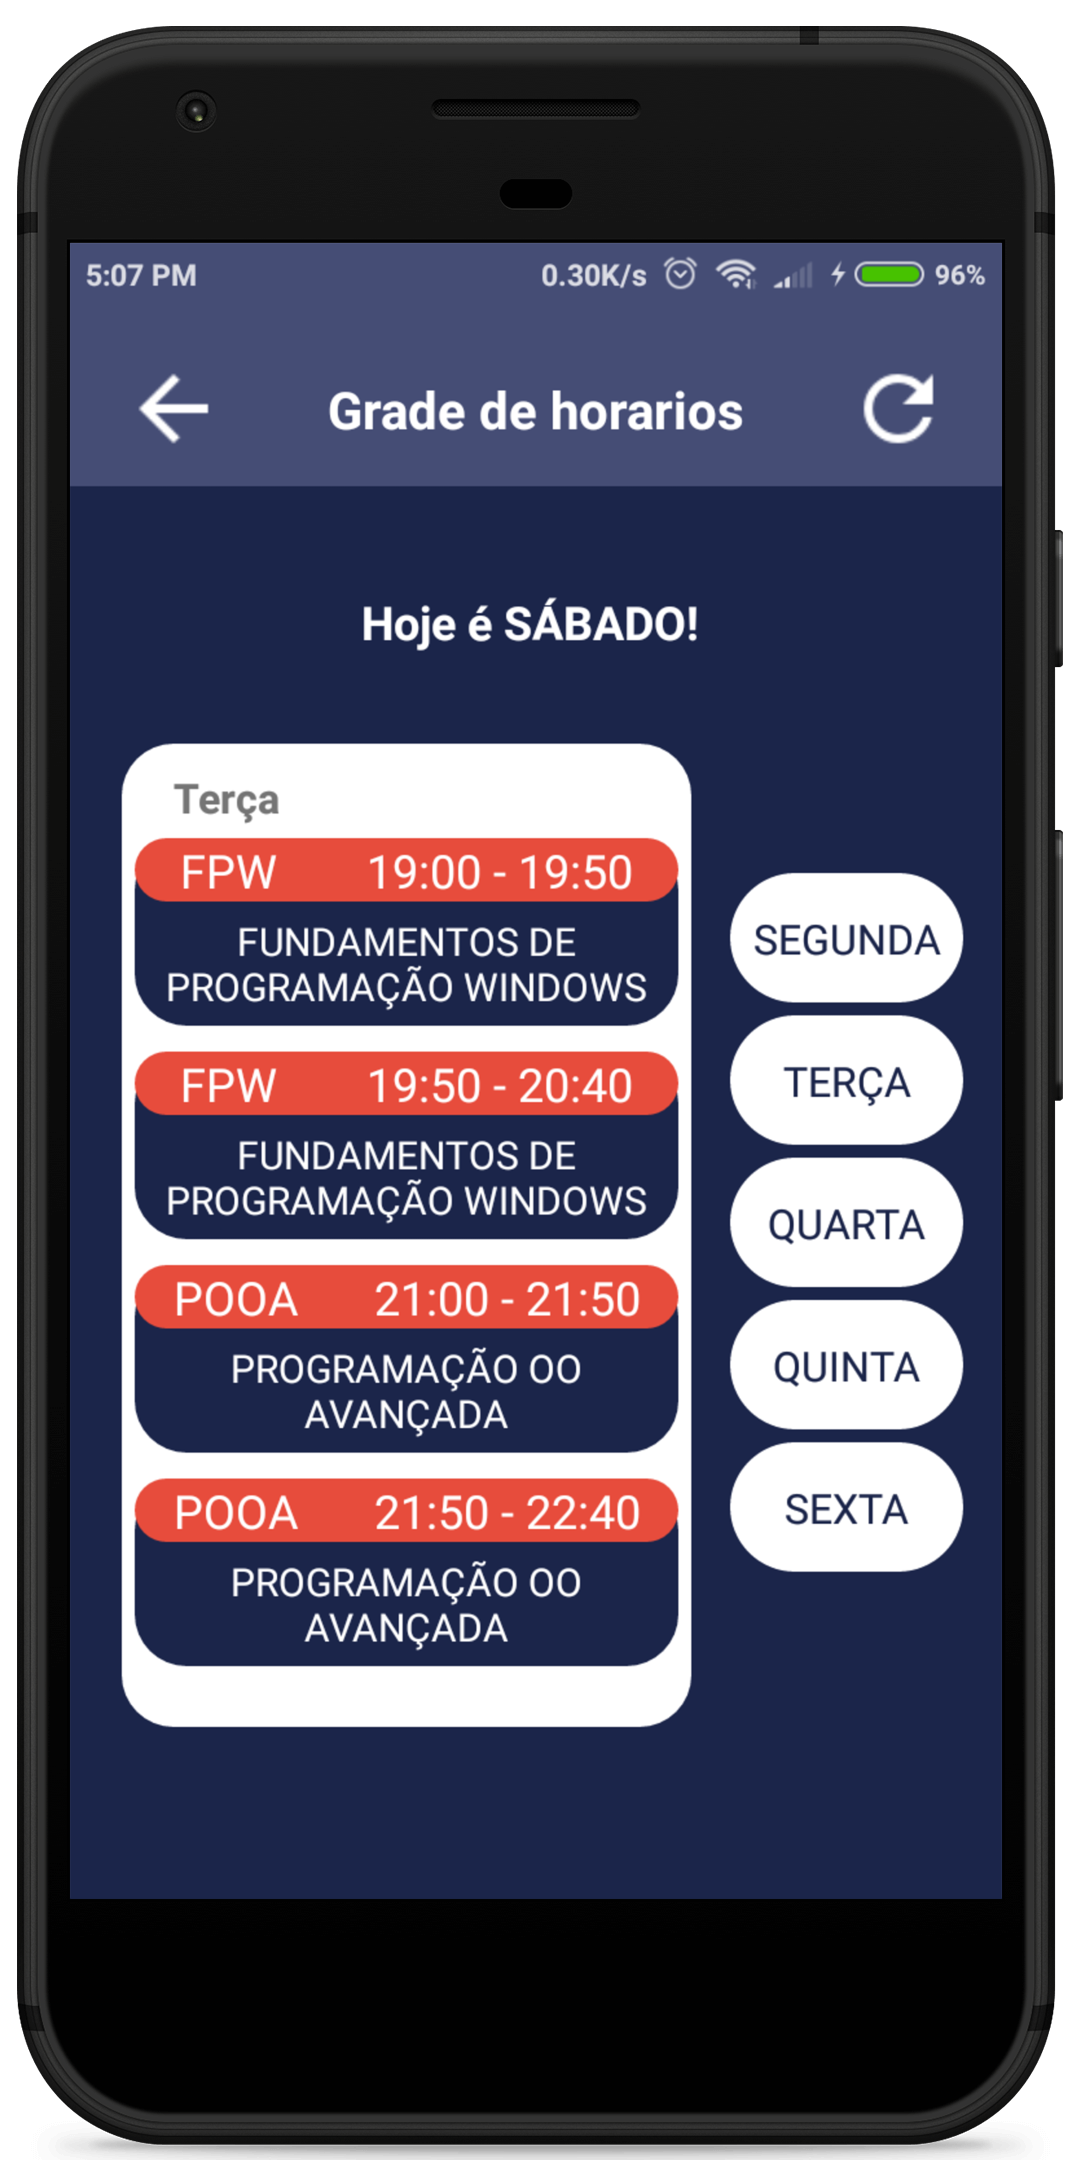 5:07 PM 0.30K/s 96%
Grade de horarios
Hoje é SÁBADO!
Terça
FPW 19:00 - 19:50
FUNDAMENTOS DE
PROGRAMAÇÃO WINDOWS
FPW 19:50 - 20:40
FUNDAMENTOS DE
PROGRAMAÇÃO WINDOWS
POOA 21:00 - 21:50
PROGRAMAÇÃO OO
AVANÇADA
POOA 21:50 - 22:40
PROGRAMAÇÃO OO
AVANÇADA
SEGUNDA
TERÇA
QUARTA
QUINTA
SEXTA